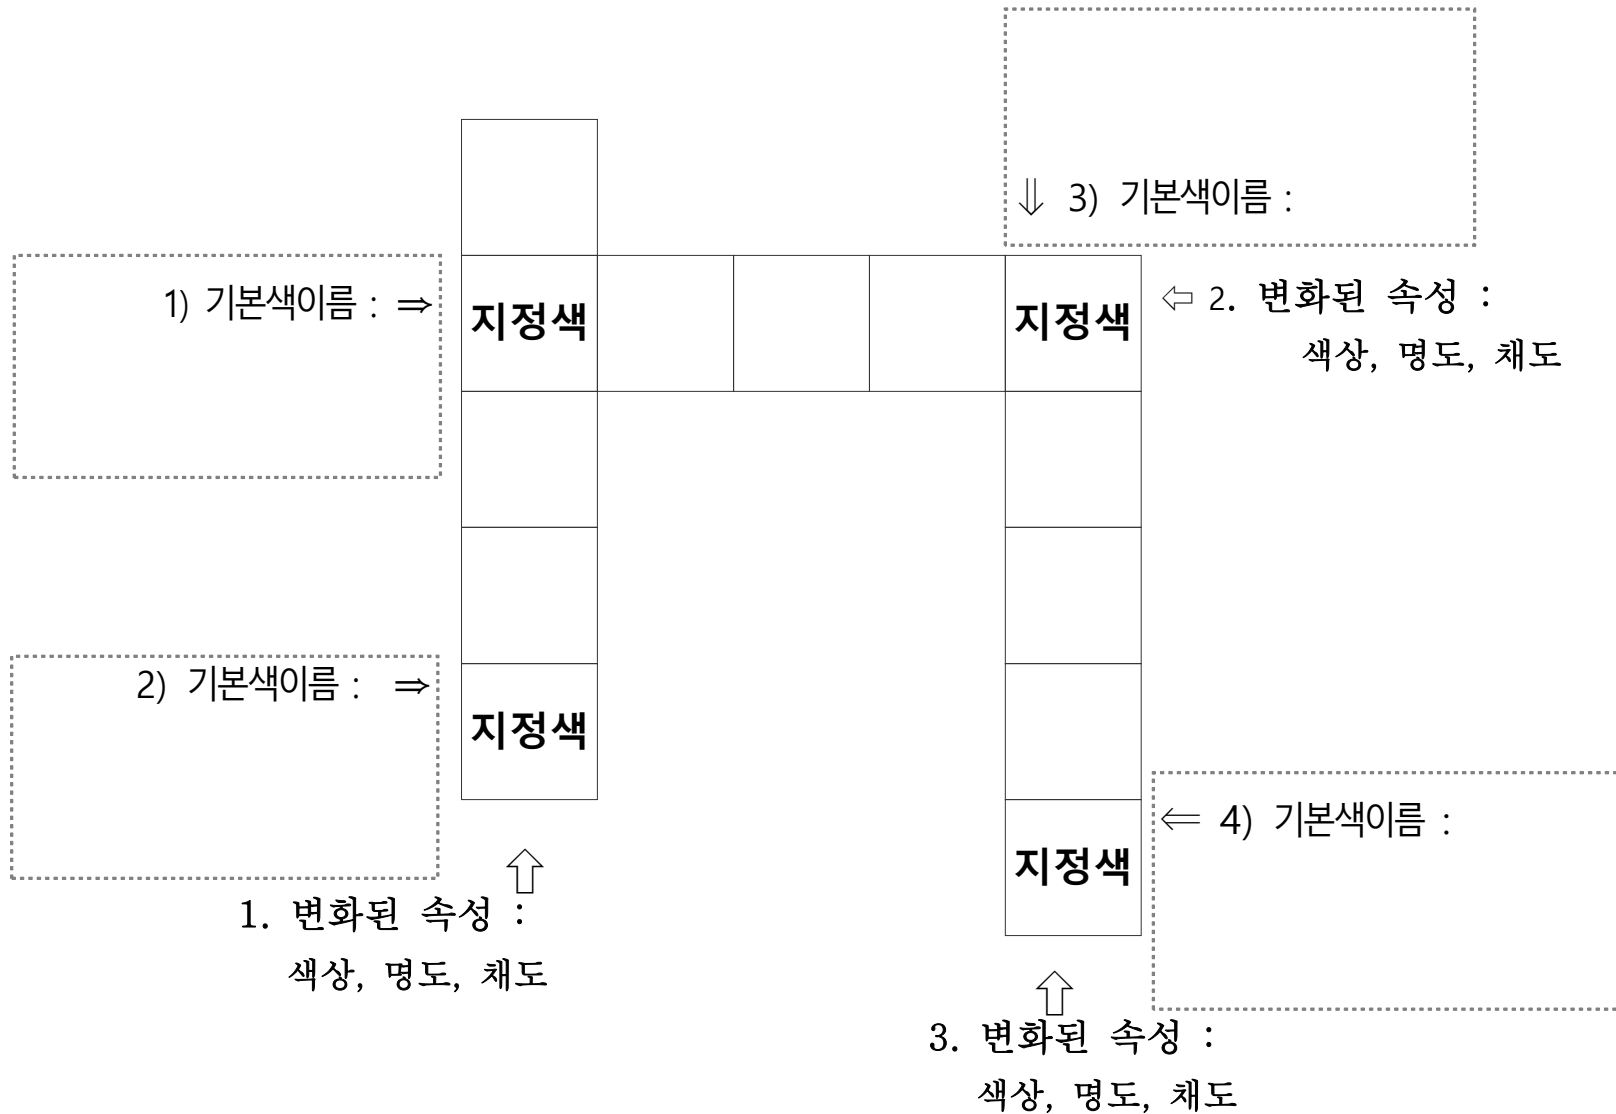 ⇓ 3) 기본색이름 :
1) 기본색이름 : ⇒
지정색
지정색
⇦ 2. 변화된 속성 :
색상, 명도, 채도
2) 기본색이름 : ⇒
지정색
⇐ 4) 기본색이름 :
지정색
1. 변화된 속성 :
색상, 명도, 채도
3. 변화된 속성 :
색상, 명도, 채도